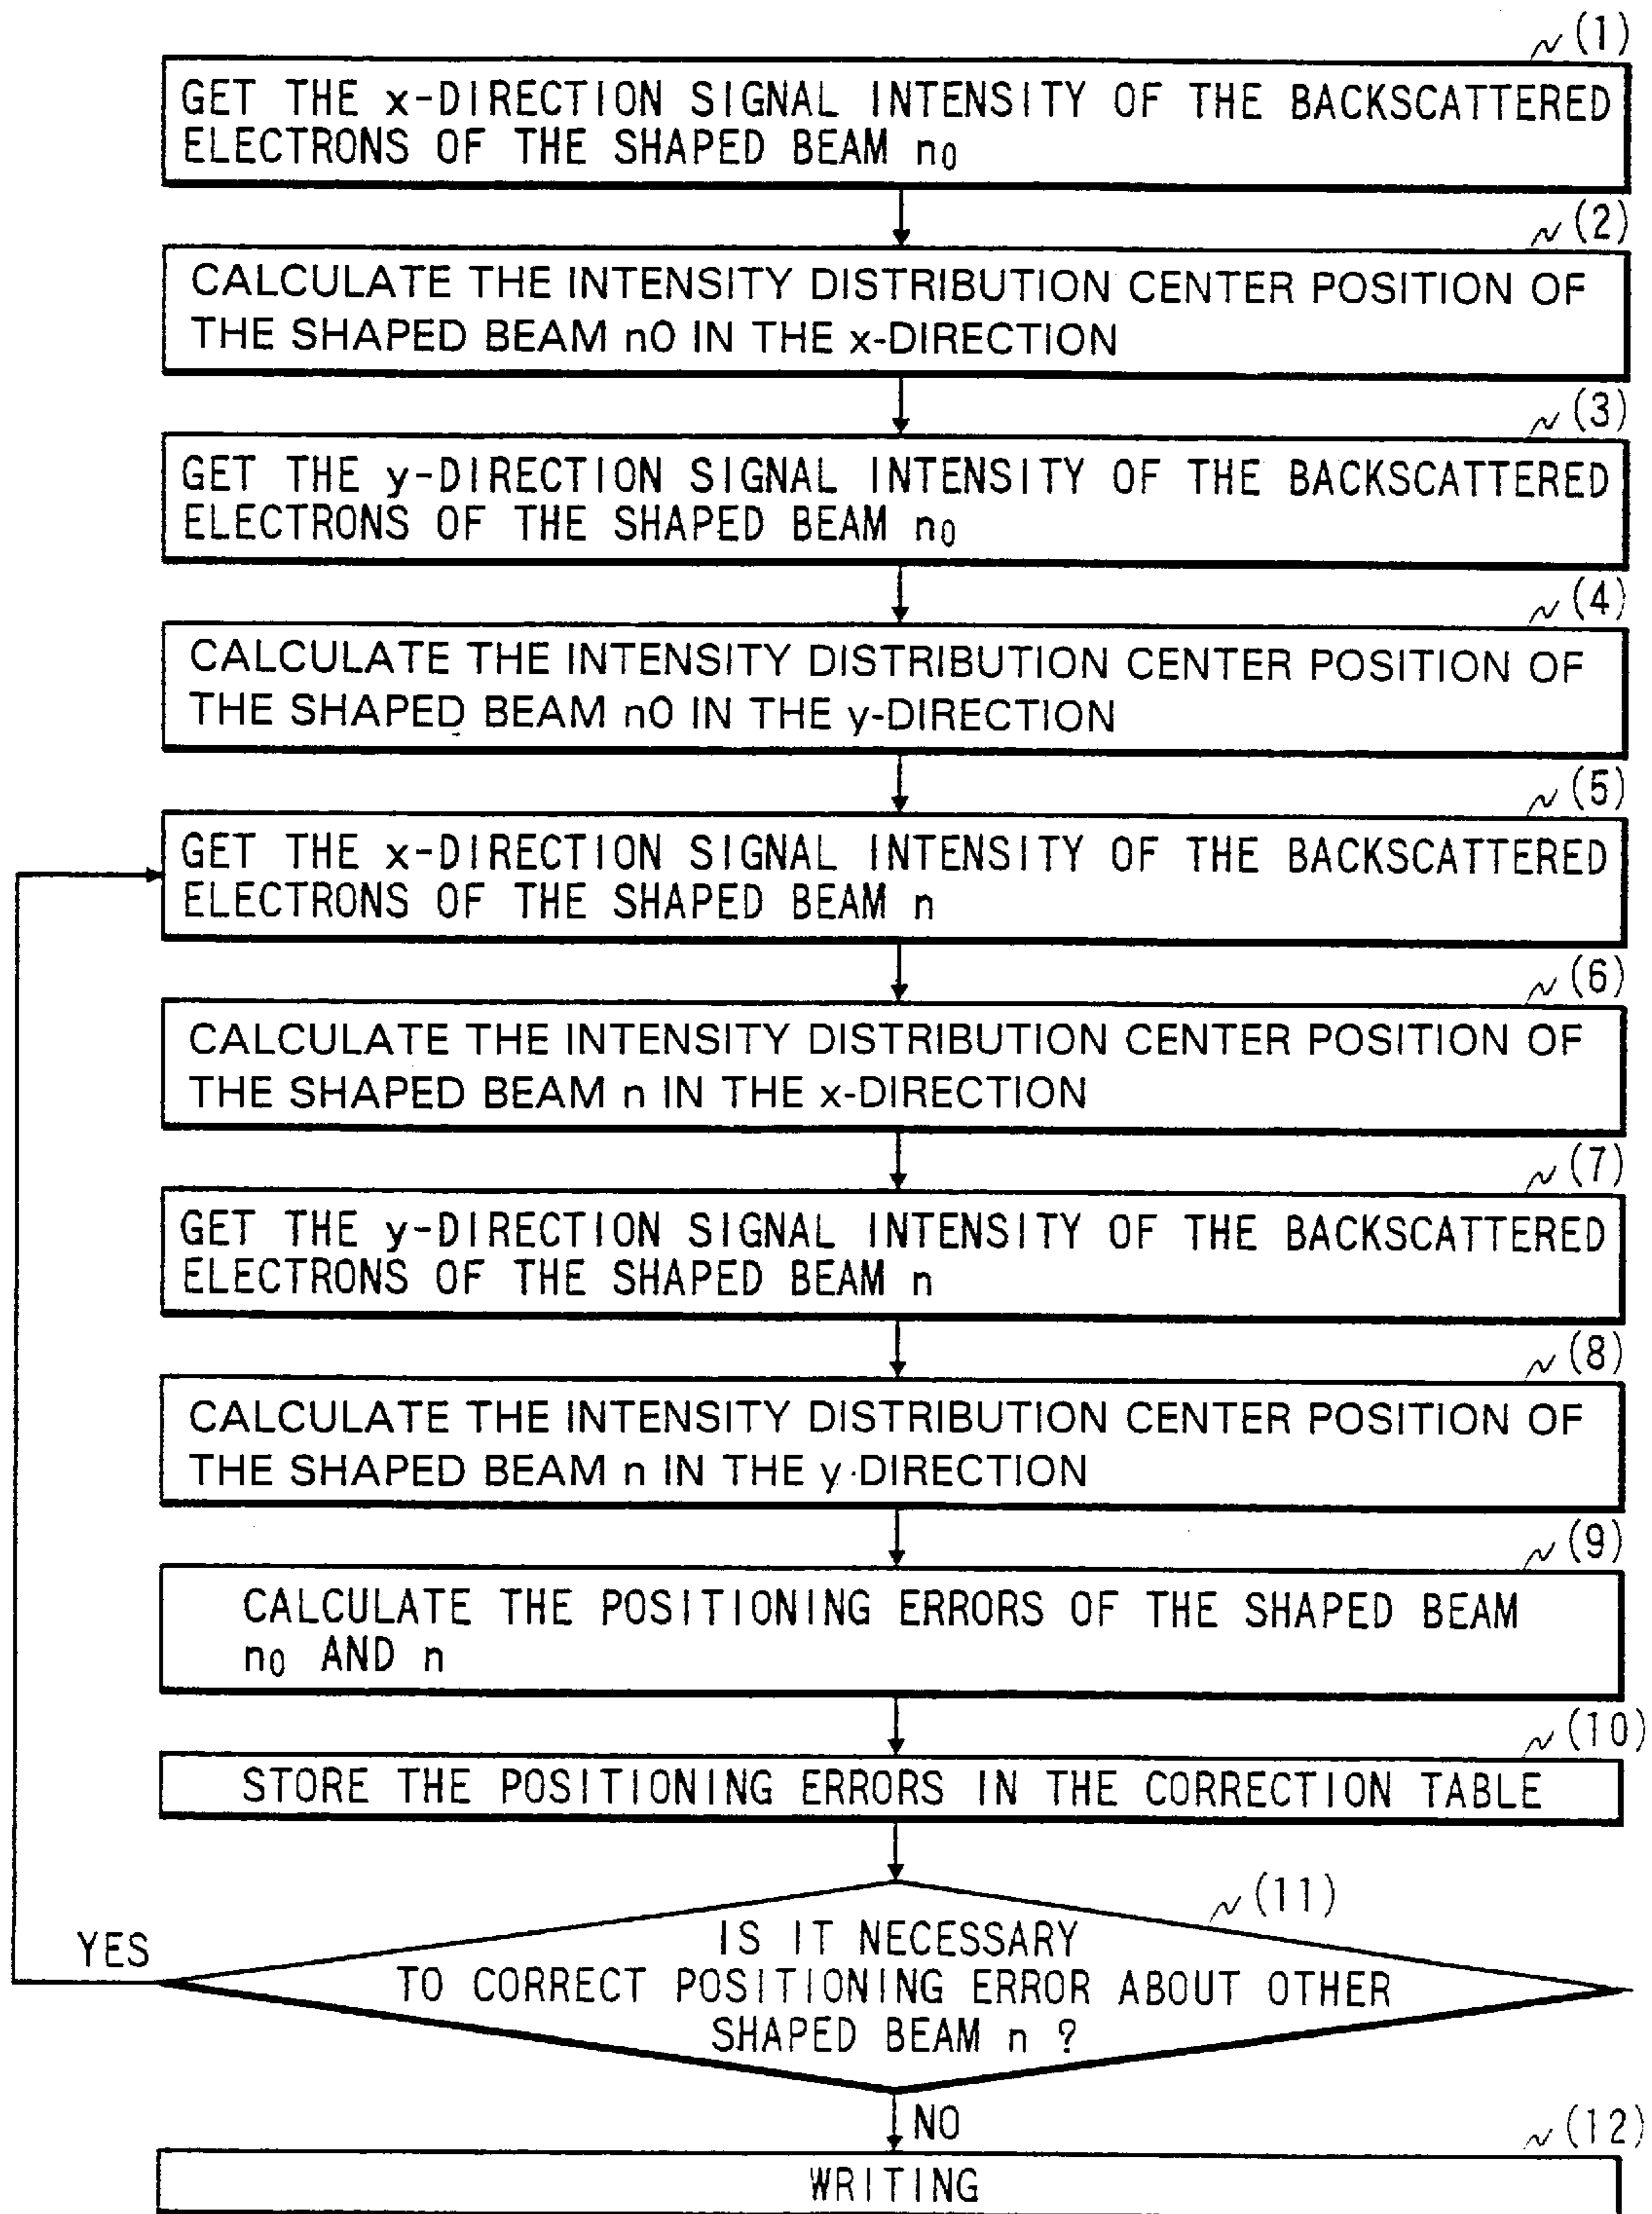 (1)
GET THE x-DIRECTION SIGNAL INTENSITY OF THE BACKSCATTERED
ELECTRONS OF THE SHAPED BEAM n₀
(2)
CALCULATE THE INTENSITY DISTRIBUTION CENTER POSITION OF
THE SHAPED BEAM n0 IN THE x-DIRECTION
(3)
GET THE y-DIRECTION SIGNAL INTENSITY OF THE BACKSCATTERED
ELECTRONS OF THE SHAPED BEAM n₀
(4)
CALCULATE THE INTENSITY DISTRIBUTION CENTER POSITION OF
THE SHAPED BEAM n0 IN THE y-DIRECTION
(5)
GET THE x-DIRECTION SIGNAL INTENSITY OF THE BACKSCATTERED
ELECTRONS OF THE SHAPED BEAM n
(6)
CALCULATE THE INTENSITY DISTRIBUTION CENTER POSITION OF
THE SHAPED BEAM n IN THE x-DIRECTION
(7)
GET THE y-DIRECTION SIGNAL INTENSITY OF THE BACKSCATTERED
ELECTRONS OF THE SHAPED BEAM n
(8)
CALCULATE THE INTENSITY DISTRIBUTION CENTER POSITION OF
THE SHAPED BEAM n IN THE y-DIRECTION
(9)
CALCULATE THE POSITIONING ERRORS OF THE SHAPED BEAM
n₀ AND n
(10)
STORE THE POSITIONING ERRORS IN THE CORRECTION TABLE
(11)
IS IT NECESSARY
TO CORRECT POSITIONING ERROR ABOUT OTHER
SHAPED BEAM n ?
YES
NO
(12)
WRITING